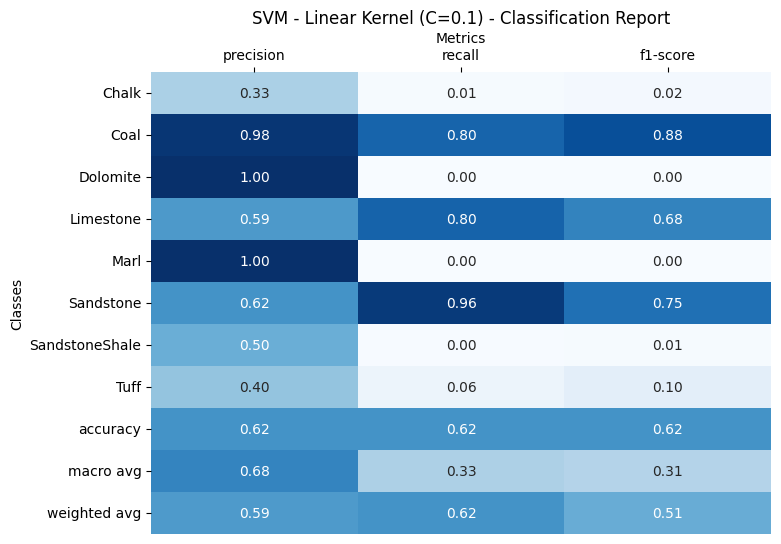 SVM - Linear Kernel (C=0.1) - Classification Report
Metrics
precision recall f1-score
Classes
Chalk 0.33 0.01 0.02
Coal 0.98 0.80 0.88
Dolomite 1.00 0.00 0.00
Limestone 0.59 0.80 0.68
Marl 1.00 0.00 0.00
Sandstone 0.62 0.96 0.75
SandstoneShale 0.50 0.00 0.01
Tuff 0.40 0.06 0.10
accuracy 0.62 0.62 0.62
macro avg 0.68 0.33 0.31
weighted avg 0.59 0.62 0.51